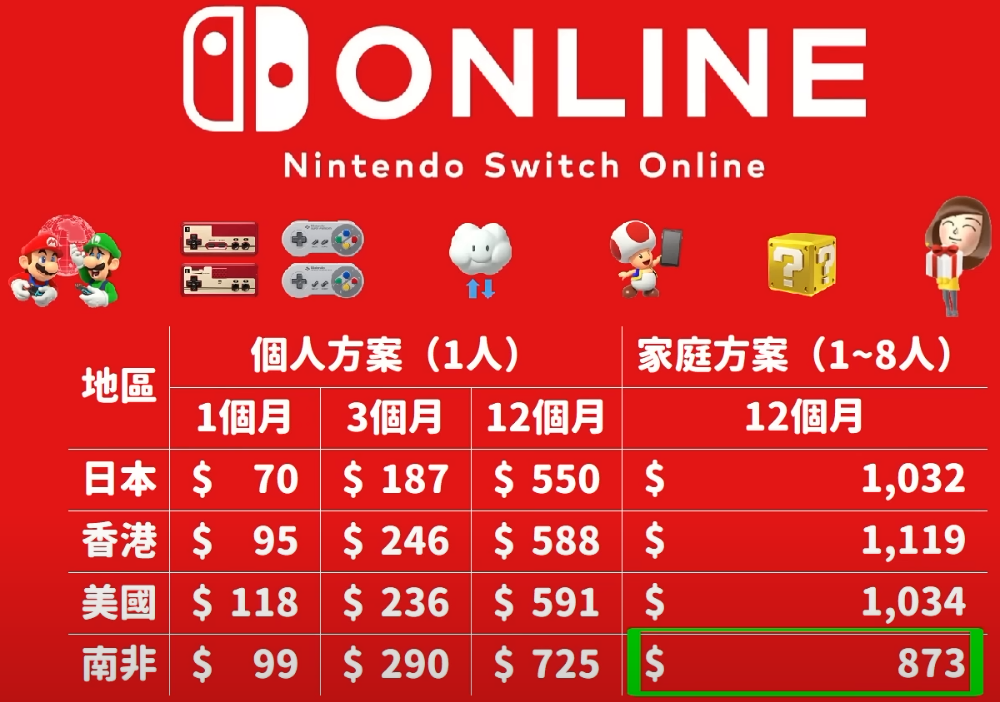 ONLINE
Nintendo Switch Online
地區 個人方案（1人） 家庭方案（1~8人）
1個月 3個月 12個月 12個月
日本 $ 70 $ 187 $ 550 $ 1,032
香港 $ 95 $ 246 $ 588 $ 1,119
美國 $ 118 $ 236 $ 591 $ 1,034
南非 $ 99 $ 290 $ 725 $ 873